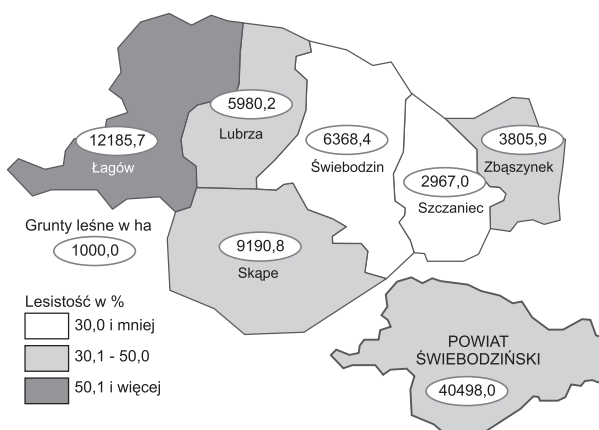 5980,2
Lubrza
12185,7
Łagów
6368,4
Świebodzin
3805,9
Zbąszynek
2967,0
Szczaniec
Grunty leśne w ha
1000,0
9190,8
Skąpe
Lesistość w %
30,0 i mniej
30,1 - 50,0
50,1 i więcej
POWIAT
ŚWIEBODZIŃSKI
40498,0